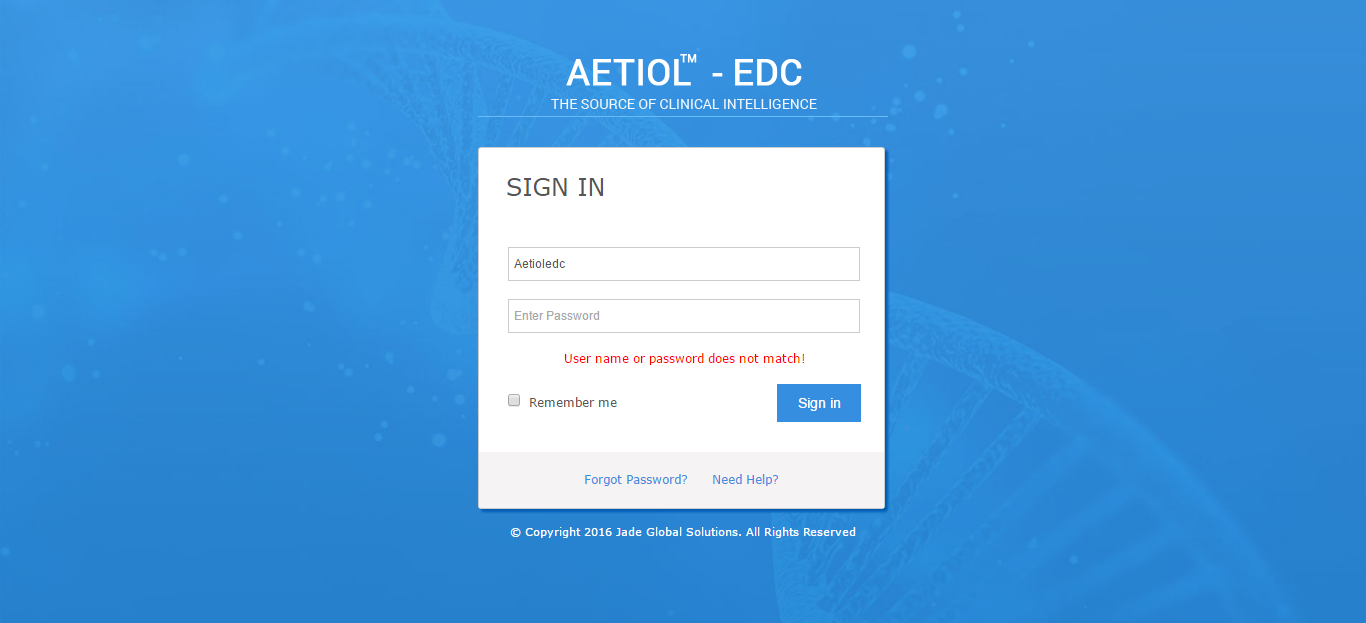 AETIOL™ - EDC
THE SOURCE OF CLINICAL INTELLIGENCE
SIGN IN
Aetioledc
Enter Password
User name or password does not match!
Remember me
Sign in
Forgot Password? Need Help?
© Copyright 2016 Jade Global Solutions. All Rights Reserved